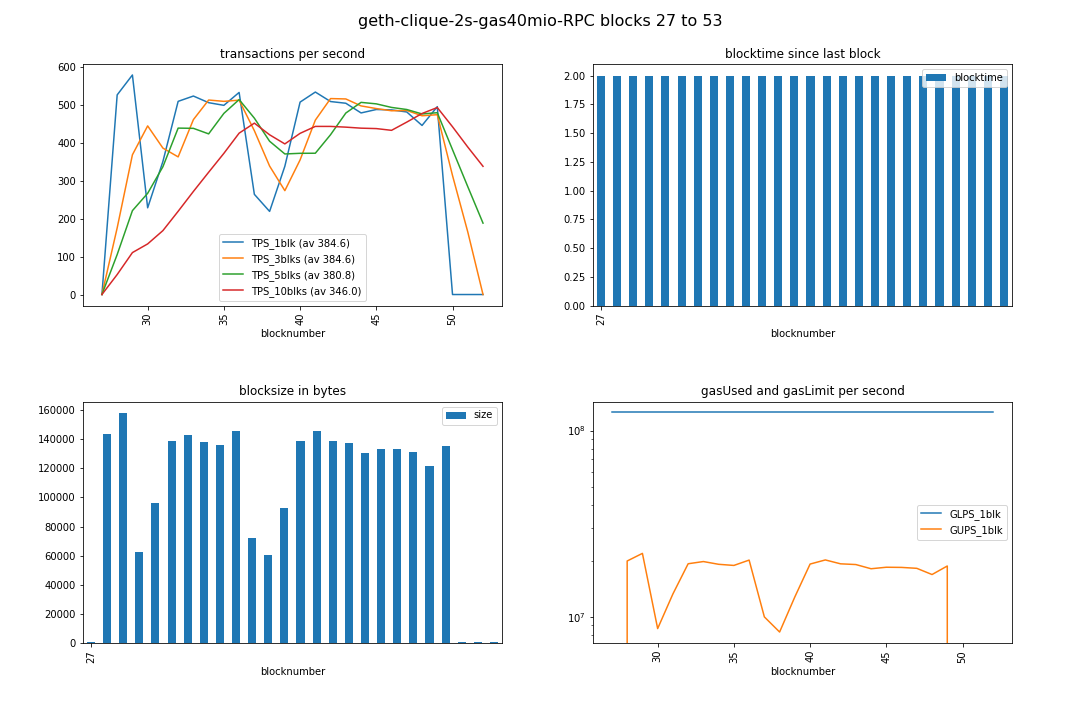 geth-clique-2s-gas40mio-RPC blocks 27 to 53
transactions per second
600
500
400
300
200
100
0
TPS_1blk (av 384.6)
TPS_3blks (av 384.6)
TPS_5blks (av 380.8)
TPS_10blks (av 346.0)
30
35
40
45
50
blocknumber
blocktime since last block
2.00
1.75
1.50
1.25
1.00
0.75
0.50
0.25
0.00
blocktime
27
blocknumber
blocksize in bytes
160000
140000
120000
100000
80000
60000
40000
20000
0
size
27
blocknumber
gasUsed and gasLimit per second
10⁸
10⁷
GLPS_1blk
GUPS_1blk
30
35
40
45
50
blocknumber